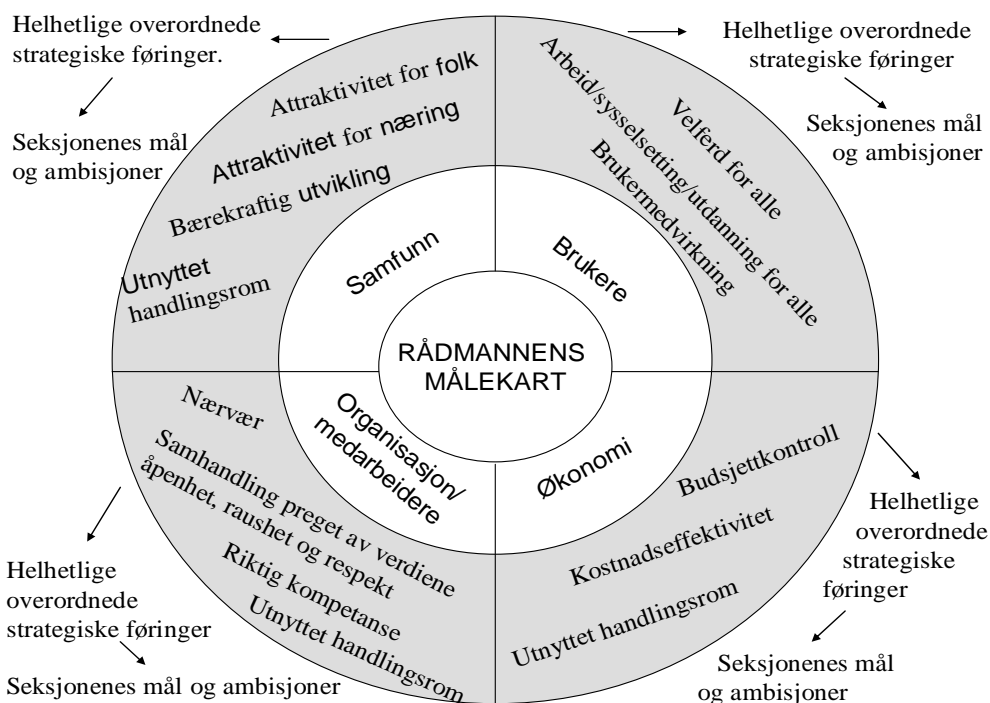 Helhetlige overordnede
strategiske føringer.
Seksjonenes mål
og ambisjoner
Attraktivitet for folk
Attraktivitet for næring
Bærekraftig utvikling
Utnyttet
handlingsrom
Samfunn
Helhetlige overordnede
strategiske føringer
Seksjonenes mål
og ambisjoner
Velferd for alle
Arbeid/sysselsetting/utdanning for alle
Brukermedvirkning
Brukere
RÅDMANNENS
MÅLEKART
Organisasjon/
medarbeidere
Nærvær
Samhandling preget av verdiene
åpenhet, raushet og respekt
Riktig kompetanse
Utnyttet handlingsrom
Helhetlige
overordnede
strategiske føringer
Seksjonenes mål og ambisjoner
Økonomi
Budsjettkontroll
Kostnadseffektivitet
Utnyttet handlingsrom
Helhetlige
overordnede
strategiske
føringer
Seksjonenes mål
og ambisjoner